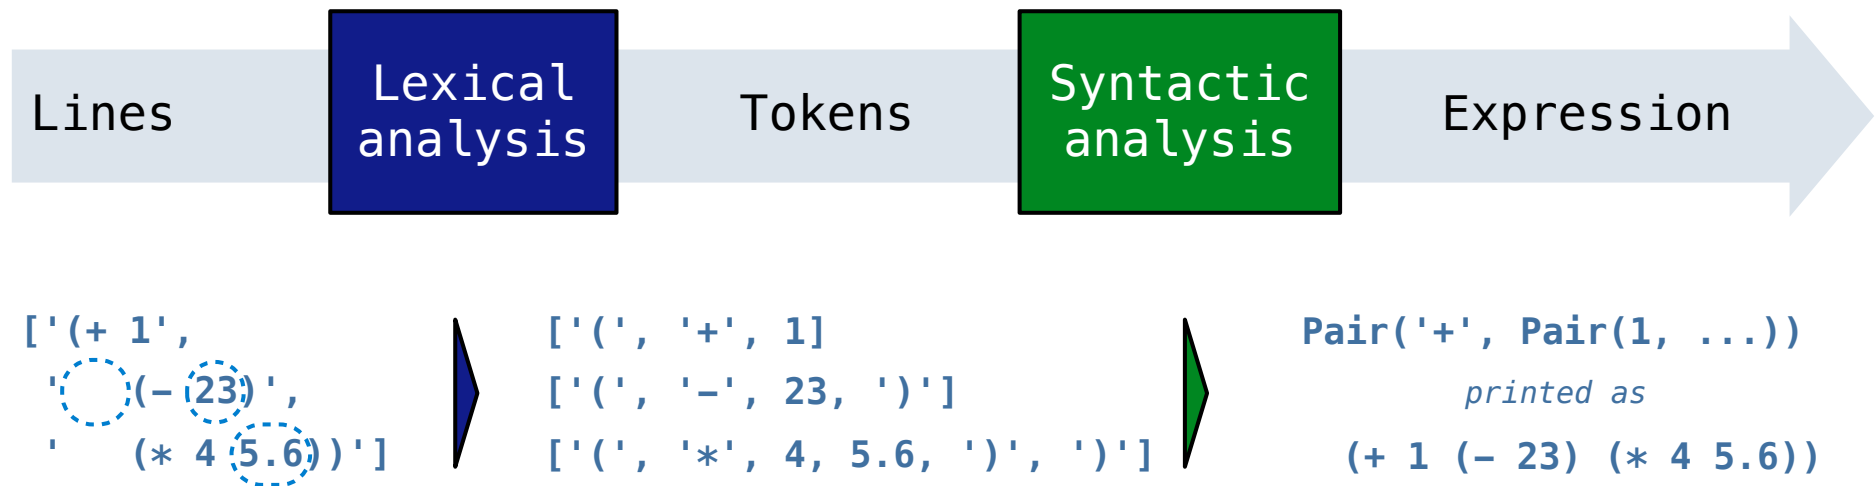 Lines
Lexical
analysis
Tokens
Syntactic
analysis
Expression
['(+ 1',
'   (− 23)',
'   (* 4 5.6))']
['(', '+', 1]
['(', '−', 23, ')']
['(', '*', 4, 5.6, ')', ')']
Pair('+', Pair(1, ...))
printed as
(+ 1 (− 23) (* 4 5.6))